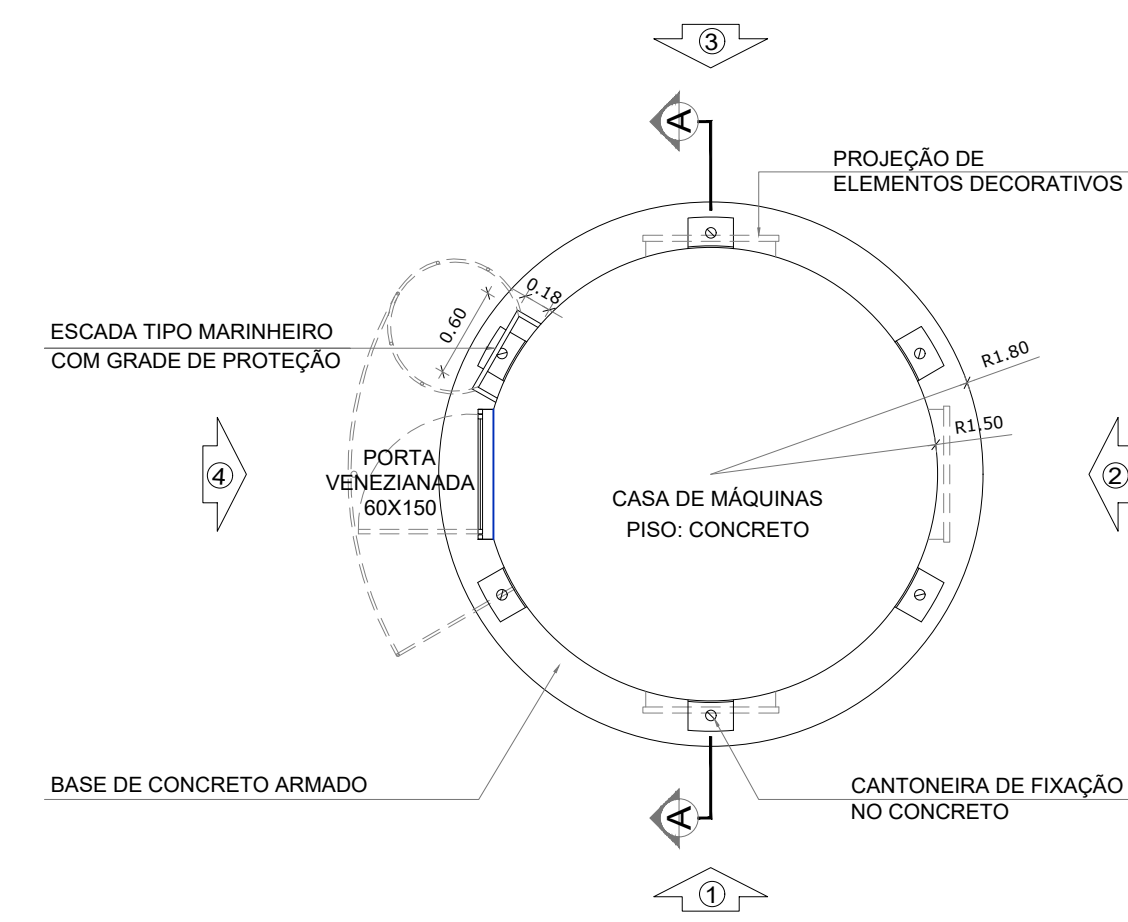 ③
A
PROJEÇÃO DE
ELEMENTOS DECORATIVOS
0.18
0.60
ESCADA TIPO MARINHEIRO
COM GRADE DE PROTEÇÃO
R1.80
R1.50
④
PORTA
VENEZIANADA
60X150
CASA DE MÁQUINAS
PISO: CONCRETO
②
BASE DE CONCRETO ARMADO
CANTONEIRA DE FIXAÇÃO
NO CONCRETO
A
①